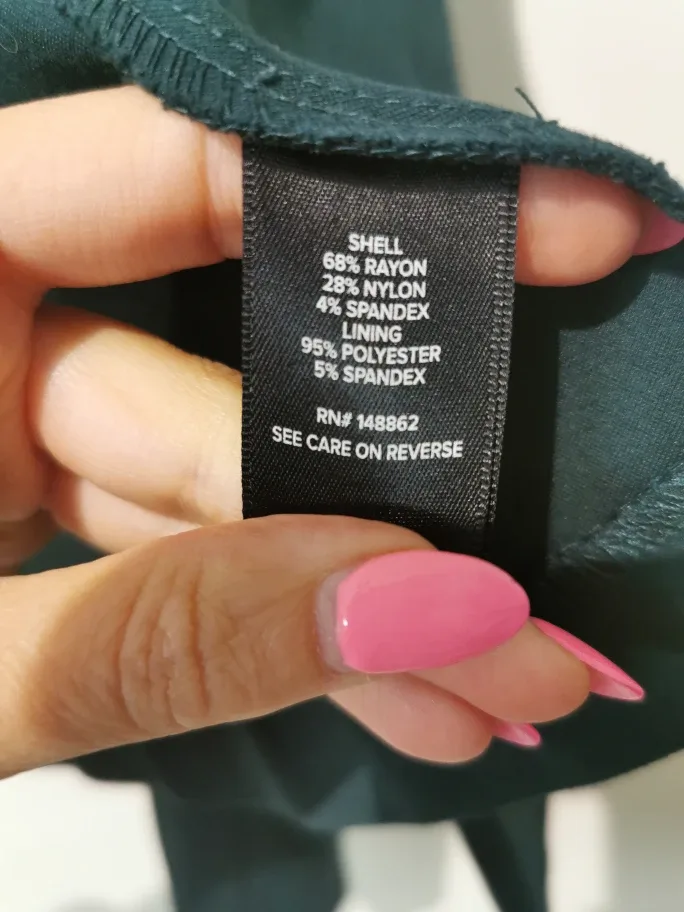 SHELL
68% RAYON
28% NYLON
4% SPANDEX
LINING
95% POLYESTER
5% SPANDEX
RN# 148862
SEE CARE ON REVERSE